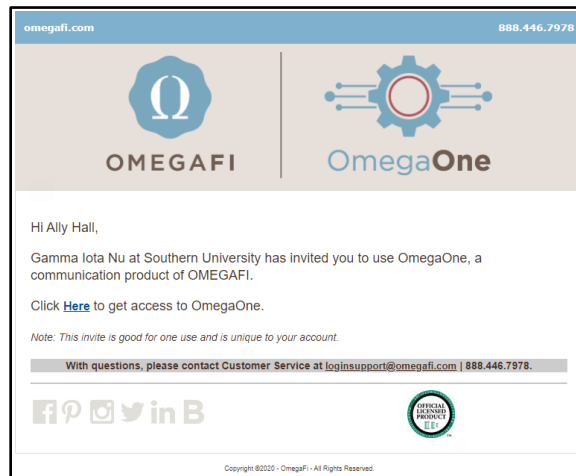 omegafi.com 888.446.7978
Ω
OMEGAFI
OmegaOne
Hi Ally Hall,
Gamma Iota Nu at Southern University has invited you to use OmegaOne, a
communication product of OMEGAFI.
Click Here to get access to OmegaOne.
Note: This invite is good for one use and is unique to your account.
With questions, please contact Customer Service at loginsupport@omegafi.com | 888.446.7978.
OFFICIAL
LICENSED
PRODUCT
Copyright ©2020 - OmegaFi - All Rights Reserved.